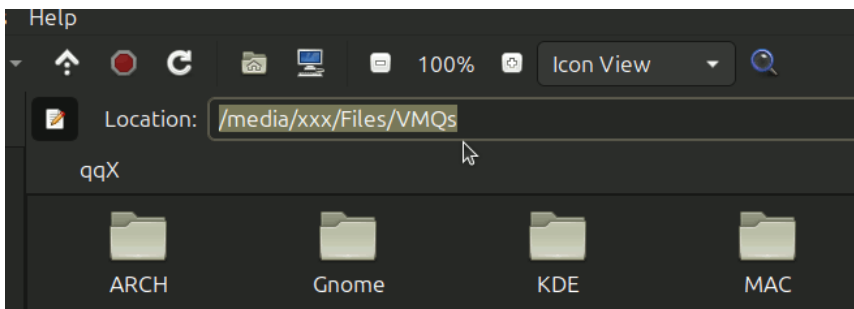 Help
100% Icon View
Location: /media/xxx/Files/VMQs
qqX
ARCH Gnome KDE MAC